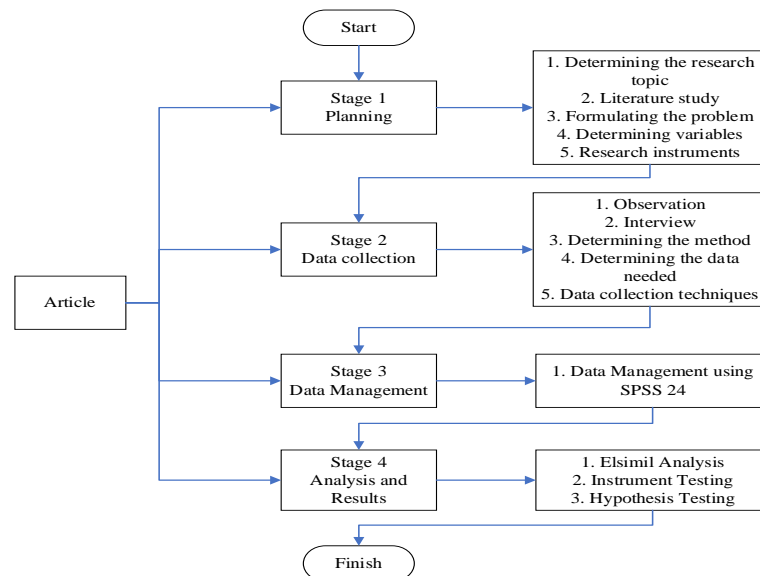 Start
Stage 1
Planning
1. Determining the research
topic
2. Literature study
3. Formulating the problem
4. Determining variables
5. Research instruments
Stage 2
Data collection
1. Observation
2. Interview
3. Determining the method
4. Determining the data
needed
5. Data collection techniques
Article
Stage 3
Data Management
1. Data Management using
SPSS 24
Stage 4
Analysis and
Results
1. Elsimil Analysis
2. Instrument Testing
3. Hypothesis Testing
Finish